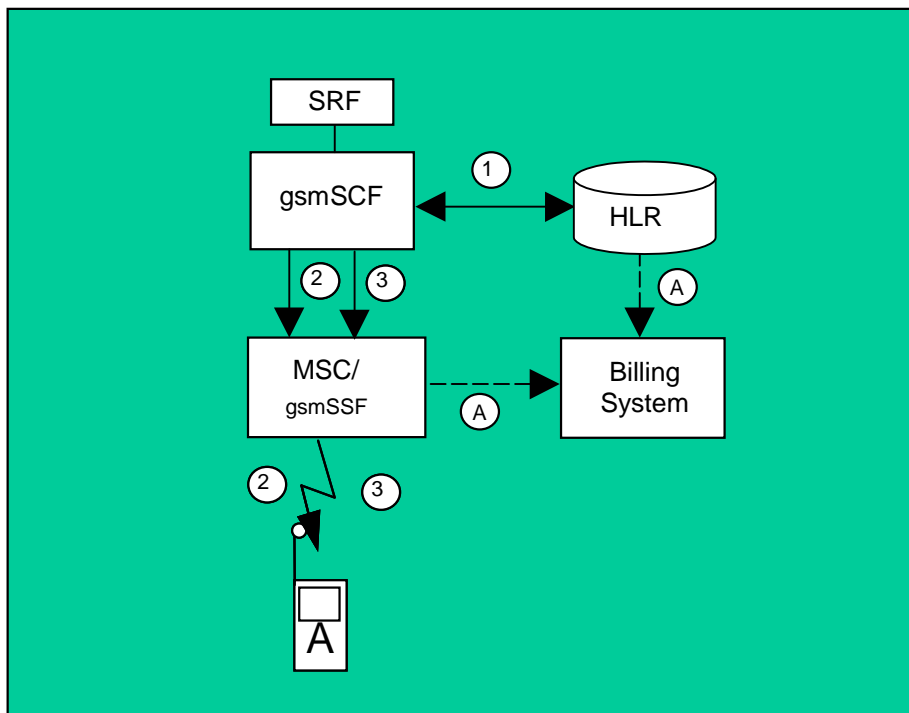 SRF
gsmSCF
1
HLR
2
3
A
MSC/
gsmSSF
A
Billing
System
2
3
A